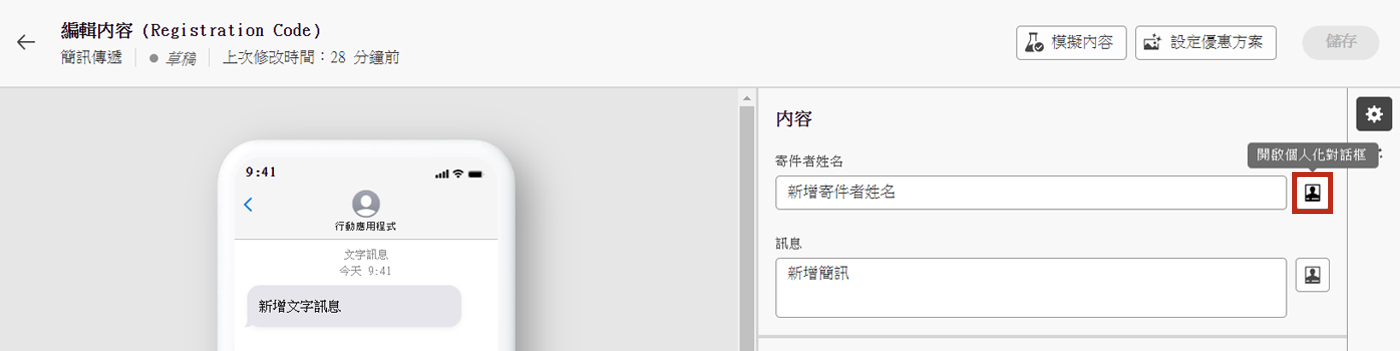 編輯内容 (Registration Code)
簡訊傳遞
草稿
上次修改時間：28 分鐘前
模擬内容
設定優惠方案
儲存
9:41
行動應用程式
文字訊息
今天 9:41
新增文字訊息
内容
寄件者姓名
開啟個人化對話框
新增寄件者姓名
訊息
新增簡訊